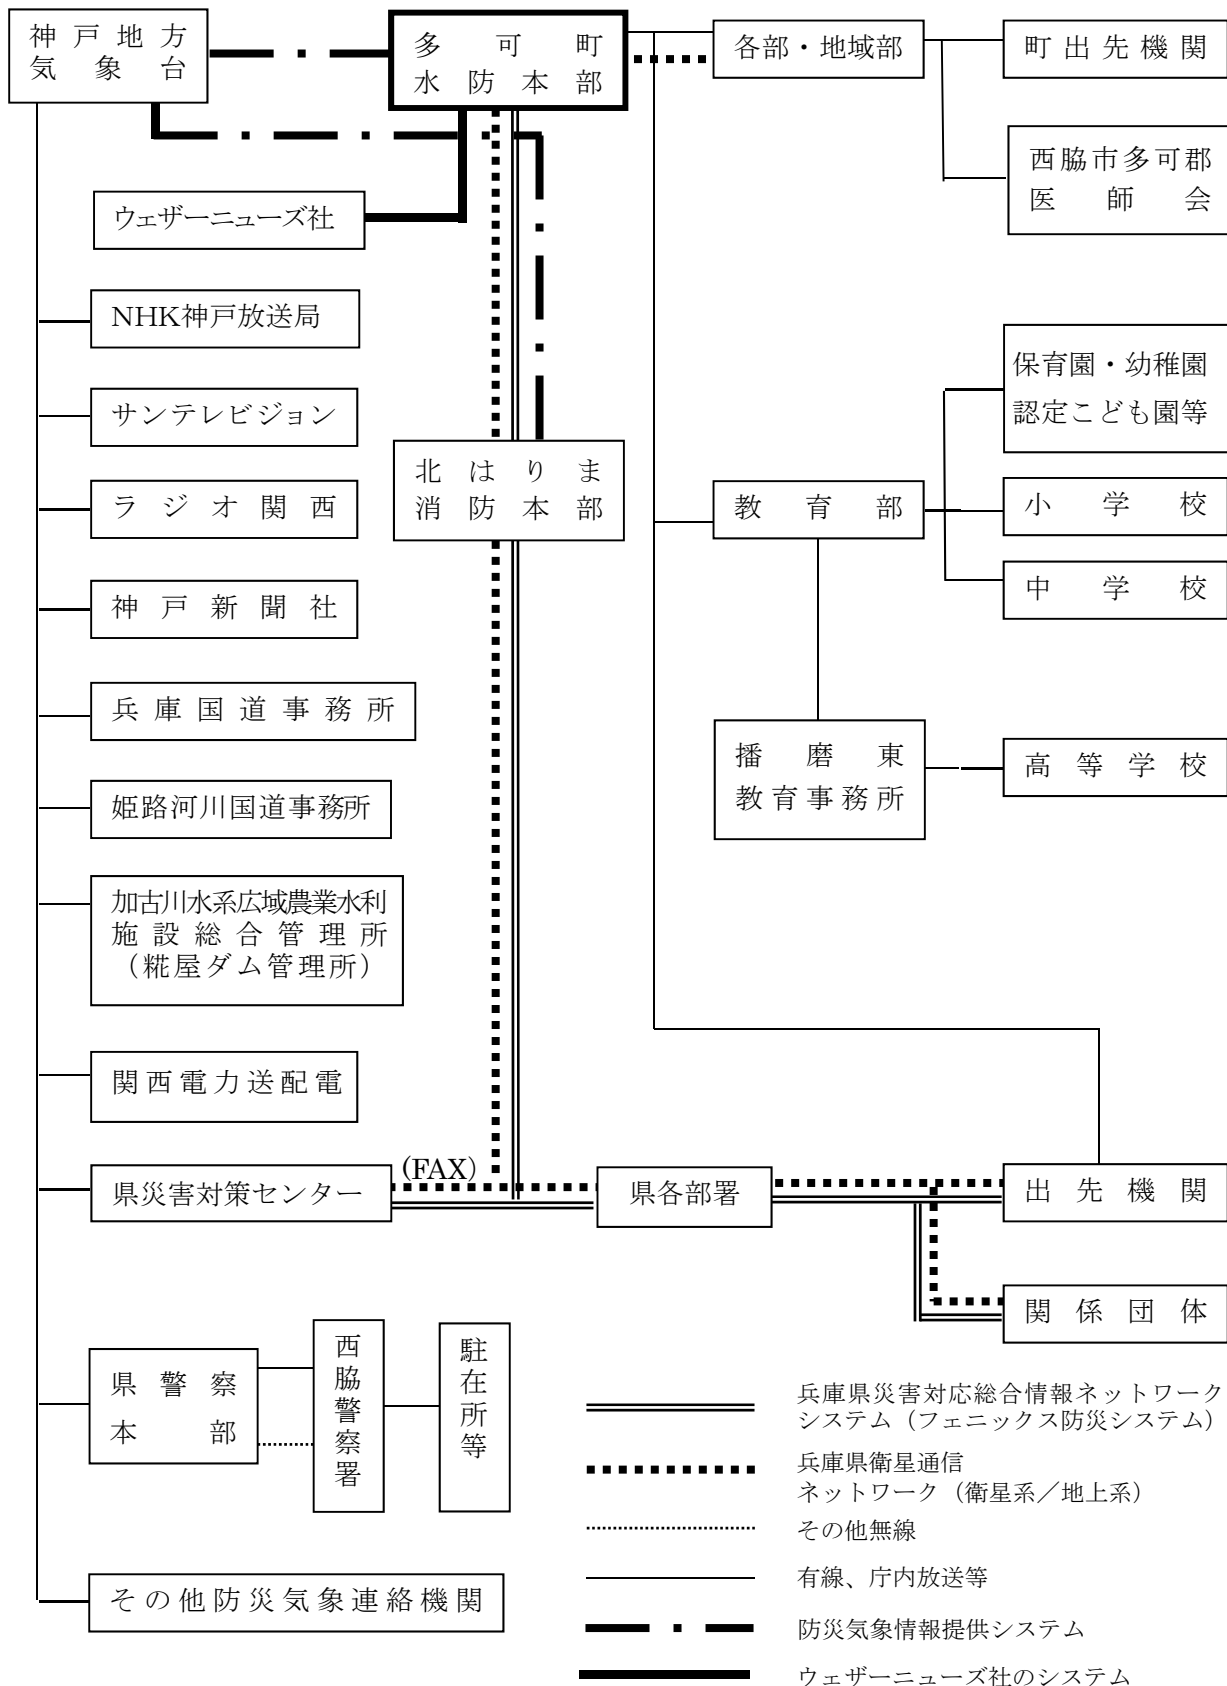 神戸地方
気象台
多可町
水防本部
各部・地域部
町出先機関
西脇市多可郡
医師会
ウェザーニューズ社
NHK神戸放送局
サンテレビジョン
ラジオ関西
神戸新聞社
兵庫国道事務所
姫路河川国道事務所
加古川水系広域農業水利
施設総合管理所
（糀屋ダム管理所）
関西電力送配電
県災害対策センター
(FAX)
県各部署
出先機関
関係団体
北はりま
消防本部
保育園・幼稚園
認定こども園等
教育部
小学校
中学校
播磨東
教育事務所
高等学校
県警察
本部
西脇警察署
駐在所等
その他防災気象連絡機関
兵庫県災害対応総合情報ネットワーク
システム（フェニックス防災システム）
兵庫県衛星通信
ネットワーク（衛星系／地上系）
その他無線
有線、庁内放送等
防災気象情報提供システム
ウェザーニューズ社のシステム